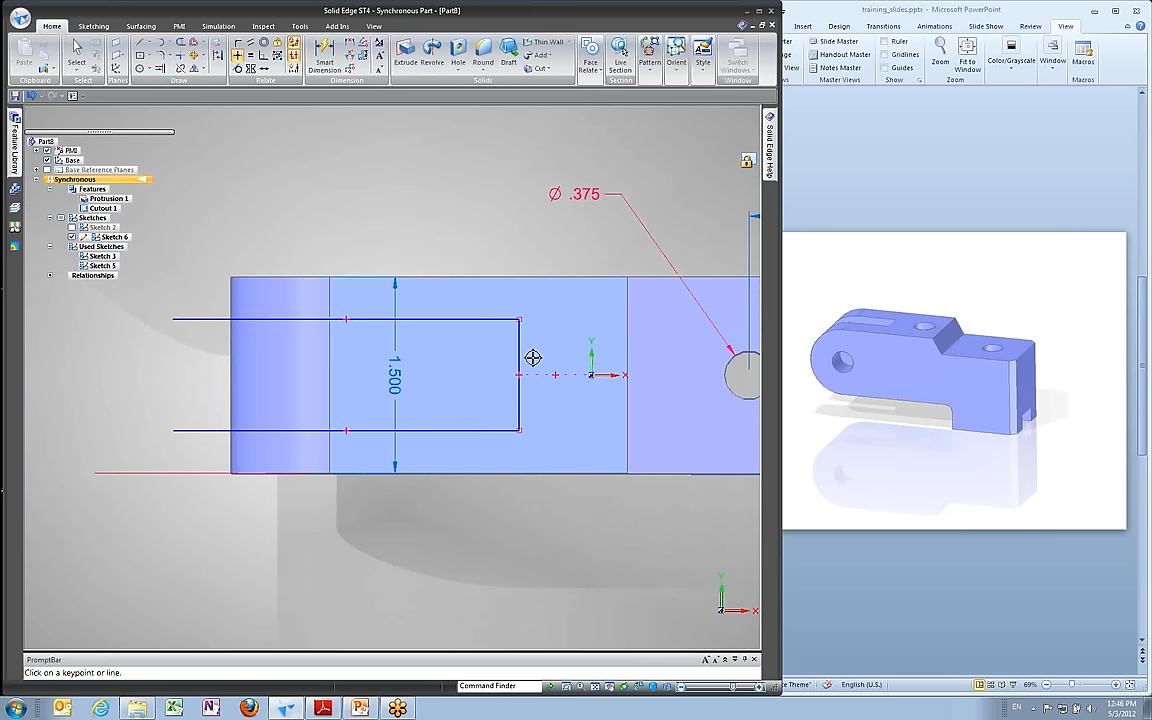 Solid Edge ST4 - Synchronous Part - [Part8]
Home Sketching Surfacing PMI Simulation Inspect Tools Add Ins View
Paste
Select
Smart Dimension
Extrude Revolve Hole Round Draft
Thin Wall
Add
Cut
Face Relate
Live Section
Pattern Orient Style
Switch Windows
Clipboard Select Planes Draw Relate Dimension Solids Section Window
Feature Library
Solid Edge Help
Part8
PMI
Base
Base Reference Planes
Synchronous
Features
Protrusion 1
Cutout 1
Sketches
Sketch 2
Sketch 6
Used Sketches
Sketch 3
Sketch 5
Relationships
Ø .375
1.500
Y
X
Y
X
PromptBar
Click on a keypoint or line.
Command Finder
training_slides.pptx - Microsoft PowerPoint
Insert Design Transitions Animations Slide Show Review View
Slide Master
Handout Master
Notes Master
Ruler
Gridlines
Guides
Zoom
Fit to Window
Color/Grayscale
Window
Macros
Master Views Show Zoom Macros
English (U.S.)
69%
EN
12:46 PM
5/3/2012